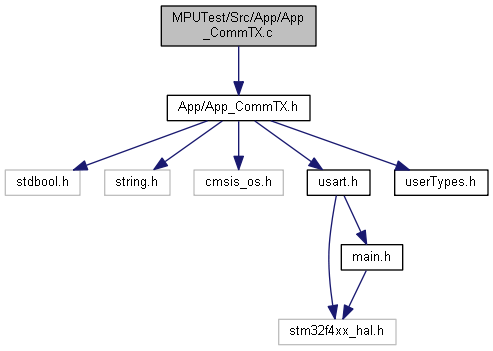 MPUTest/Src/App/App
_CommTX.c
App/App_CommTX.h
stdbool.h
string.h
cmsis_os.h
usart.h
userTypes.h
main.h
stm32f4xx_hal.h